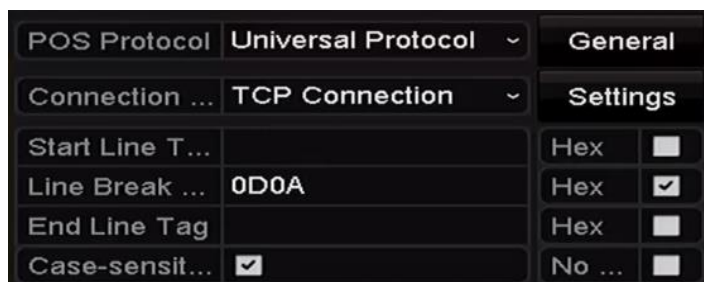 POS Protocol Universal Protocol General
Connection ... TCP Connection Settings
Start Line T... Hex
Line Break ... 0D0A Hex
End Line Tag Hex
Case-sensit... No ...